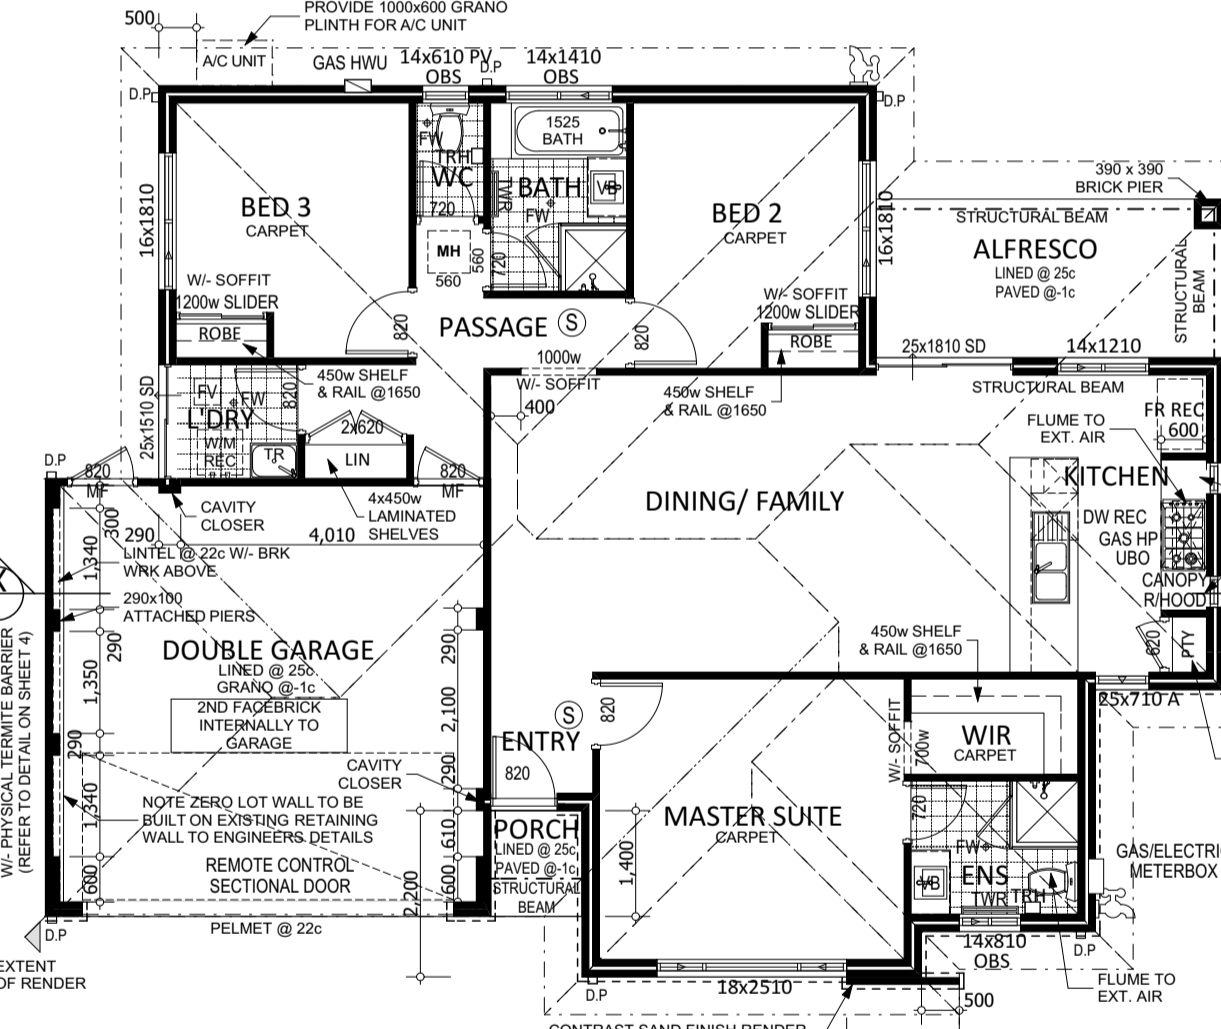 PROVIDE 1000x600 GRANO
PLINTH FOR A/C UNIT
500
A/C UNIT
GAS HWU
14x610 PV
OBS
D.P
14x1410
OBS
D.P
D.P
1525
BATH
FW
TRH
WC
720
TWR
BATH
VB
FW
BED 3
CARPET
BED 2
CARPET
16x1810
16x1810
390 x 390
BRICK PIER
STRUCTURAL BEAM
ALFRESCO
LINED @ 25c
PAVED @-1c
STRUCTURAL
BEAM
MH
560
560
720
W/- SOFFIT
1200w SLIDER
ROBE
820
PASSAGE
S
820
W/- SOFFIT
1200w SLIDER
ROBE
1000w
W/- SOFFIT
400
450w SHELF
& RAIL @1650
450w SHELF
& RAIL @1650
25x1810 SD
14x1210
STRUCTURAL BEAM
FLUME TO
EXT. AIR
FR REC
600
25x1510 SD
FV
FW
820
L'DRY
W/M
REC
TR
2x620
LIN
D.P
820
MF
820
MF
CAVITY
CLOSER
4x450w
LAMINATED
SHELVES
DINING/ FAMILY
KITCHEN
DW REC
GAS HP
UBO
CANOPY
R/HOOD
300
290
4,010
1,340
LINTEL @ 22c W/- BRK
WRK ABOVE
290x100
ATTACHED PIERS
X
W/- PHYSICAL TERMITE BARRIER
(REFER TO DETAIL ON SHEET 4)
290
DOUBLE GARAGE
LINED @ 25c
GRANO @-1c
2ND FACEBRICK
INTERNALLY TO
GARAGE
1,350
290
290
2,100
290
450w SHELF
& RAIL @1650
620
PTY
25x710 A
S
820
ENTRY
820
W/- SOFFIT
700w
WIR
CARPET
CAVITY
CLOSER
1,340
NOTE ZERO LOT WALL TO BE
BUILT ON EXISTING RETAINING
WALL TO ENGINEERS DETAILS
REMOTE CONTROL
SECTIONAL DOOR
600
610
600
2,200
PORCH
LINED @ 25c
PAVED @-1c
STRUCTURAL
BEAM
1,400
MASTER SUITE
CARPET
720
FW
VB
ENS
TWR
TRH
GAS/ELECTRIC
METERBOX
PELMET @ 22c
D.P
EXTENT
OF RENDER
14x810
OBS
D.P
D.P
18x2510
500
FLUME TO
EXT. AIR
CONTRAST SAND FINISH RENDER